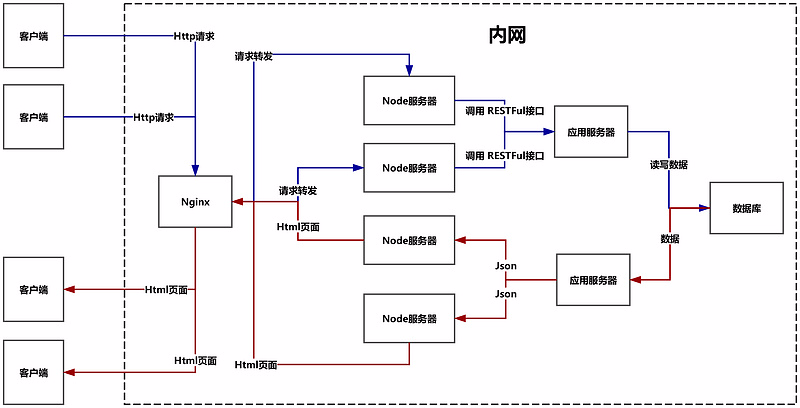 内网
客户端
Http请求
请求转发
Node服务器
客户端
Http请求
调用 RESTFul接口
应用服务器
调用 RESTFul接口
Node服务器
读写数据
请求转发
Nginx
Html页面
Node服务器
数据库
数据
Json
应用服务器
Json
客户端
Html页面
Node服务器
Html页面
Html页面
客户端